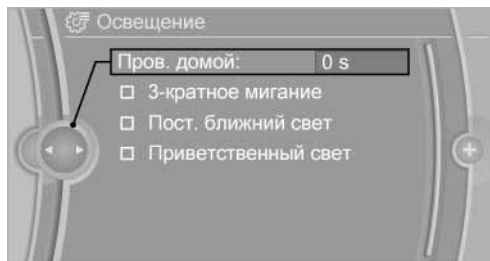 Освещение
Пров. домой: 0 s
3-кратное мигание
Пост. ближний свет
Приветственный свет